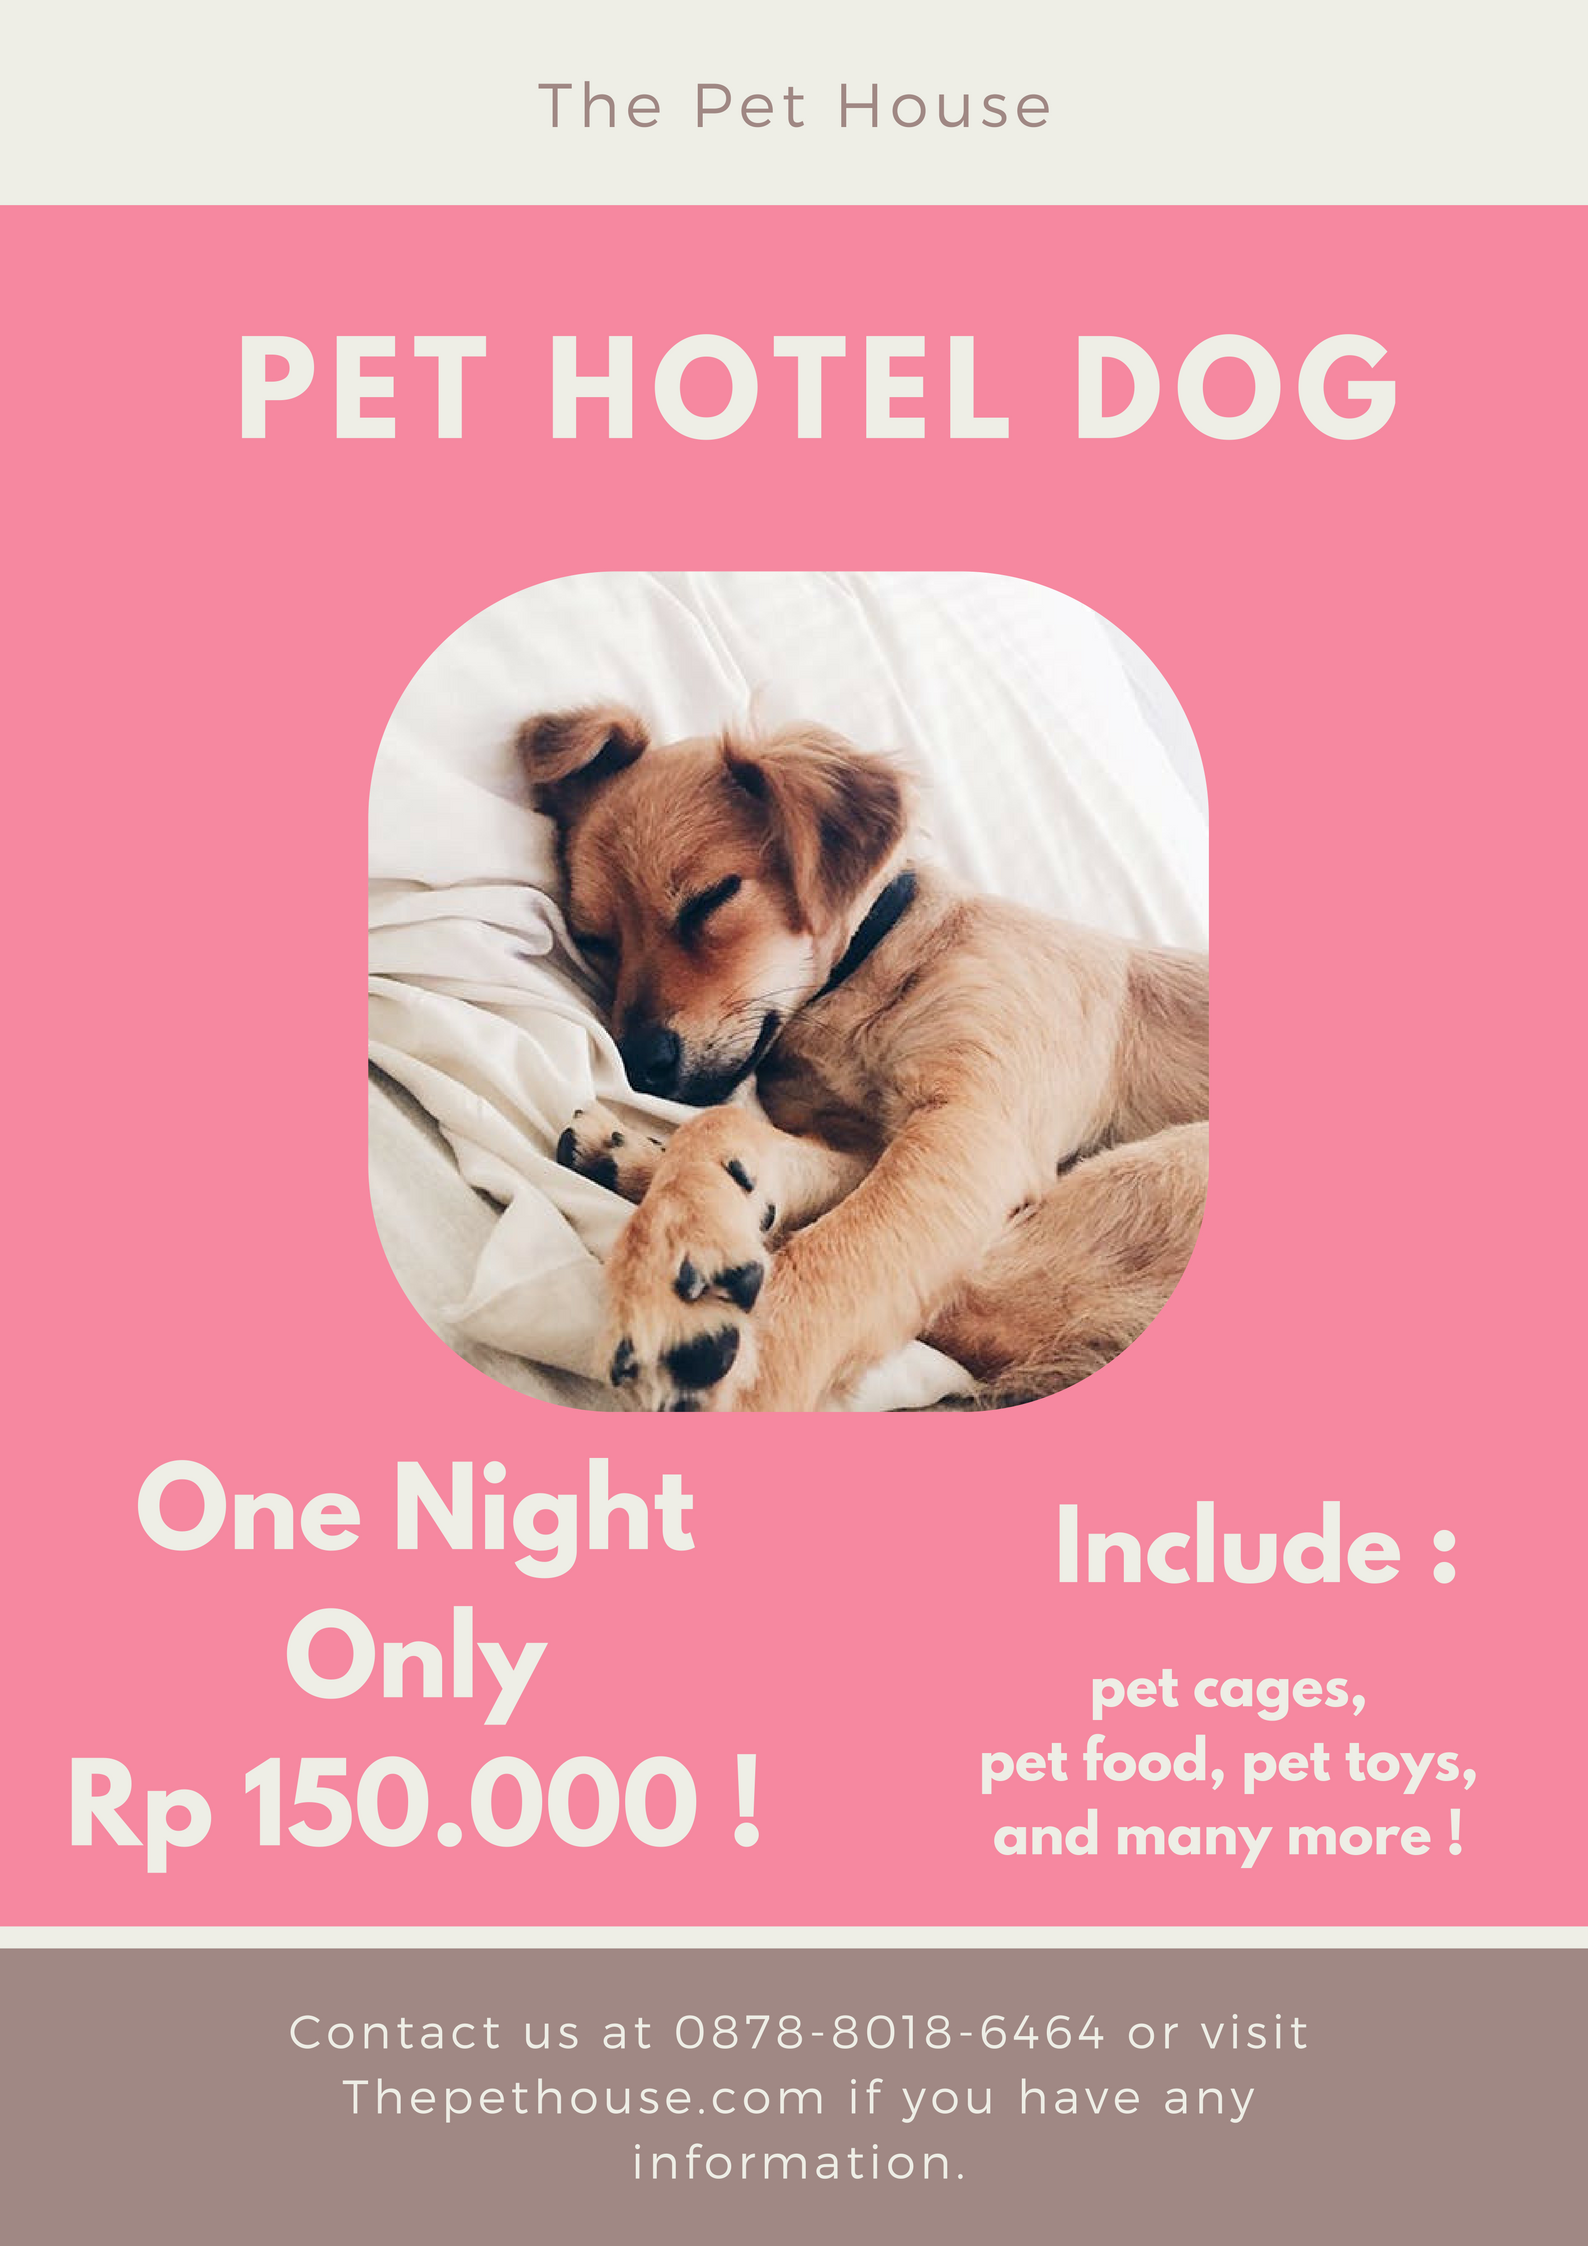 The Pet House
PET HOTEL DOG
One Night
Only
Rp 150.000 !
Include :
pet cages,
pet food, pet toys,
and many more !
Contact us at 0878-8018-6464 or visit
Thepethouse.com if you have any
information.